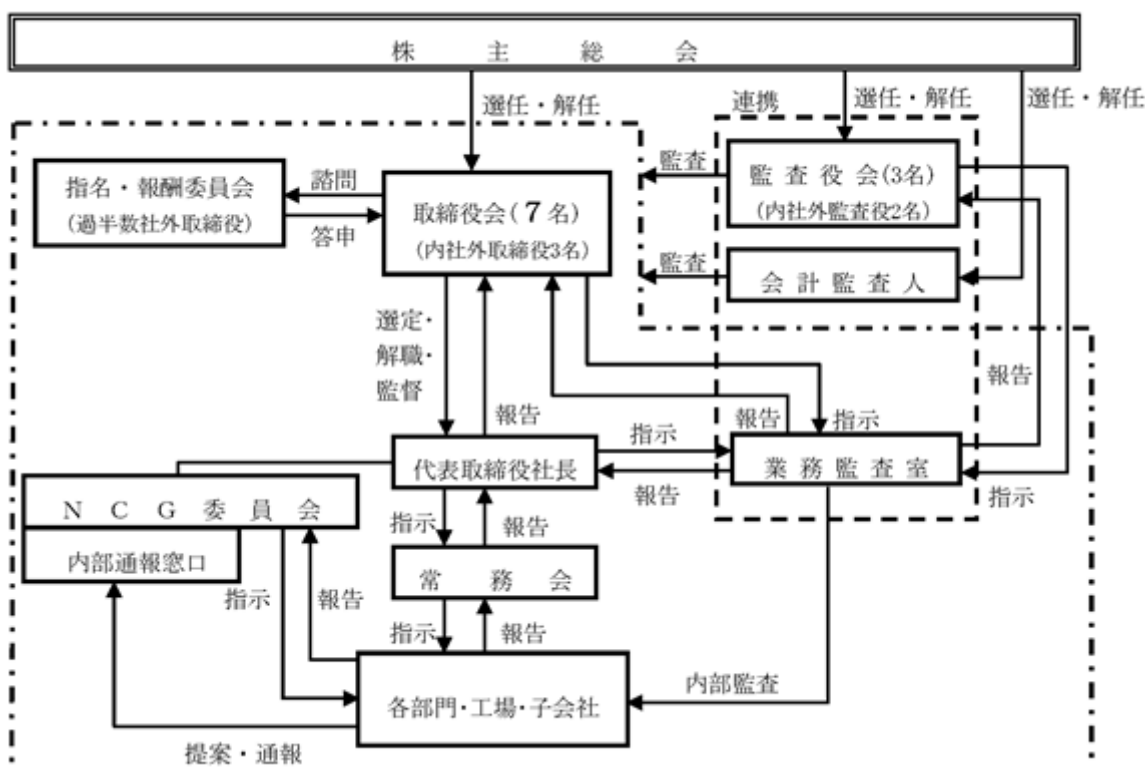 株主総会
選任・解任
連携
選任・解任
選任・解任
指名・報酬委員会
(過半数社外取締役)
諮問
答申
取締役会(７名)
(内社外取締役3名)
監査
監査役会(3名)
(内社外監査役2名)
監査
会計監査人
選定・
解職・
監督
報告
報告
指示
報告
代表取締役社長
指示
報告
業務監査室
指示
NCG委員会
内部通報窓口
指示
報告
常務会
指示
報告
指示
報告
各部門・工場・子会社
内部監査
提案・通報